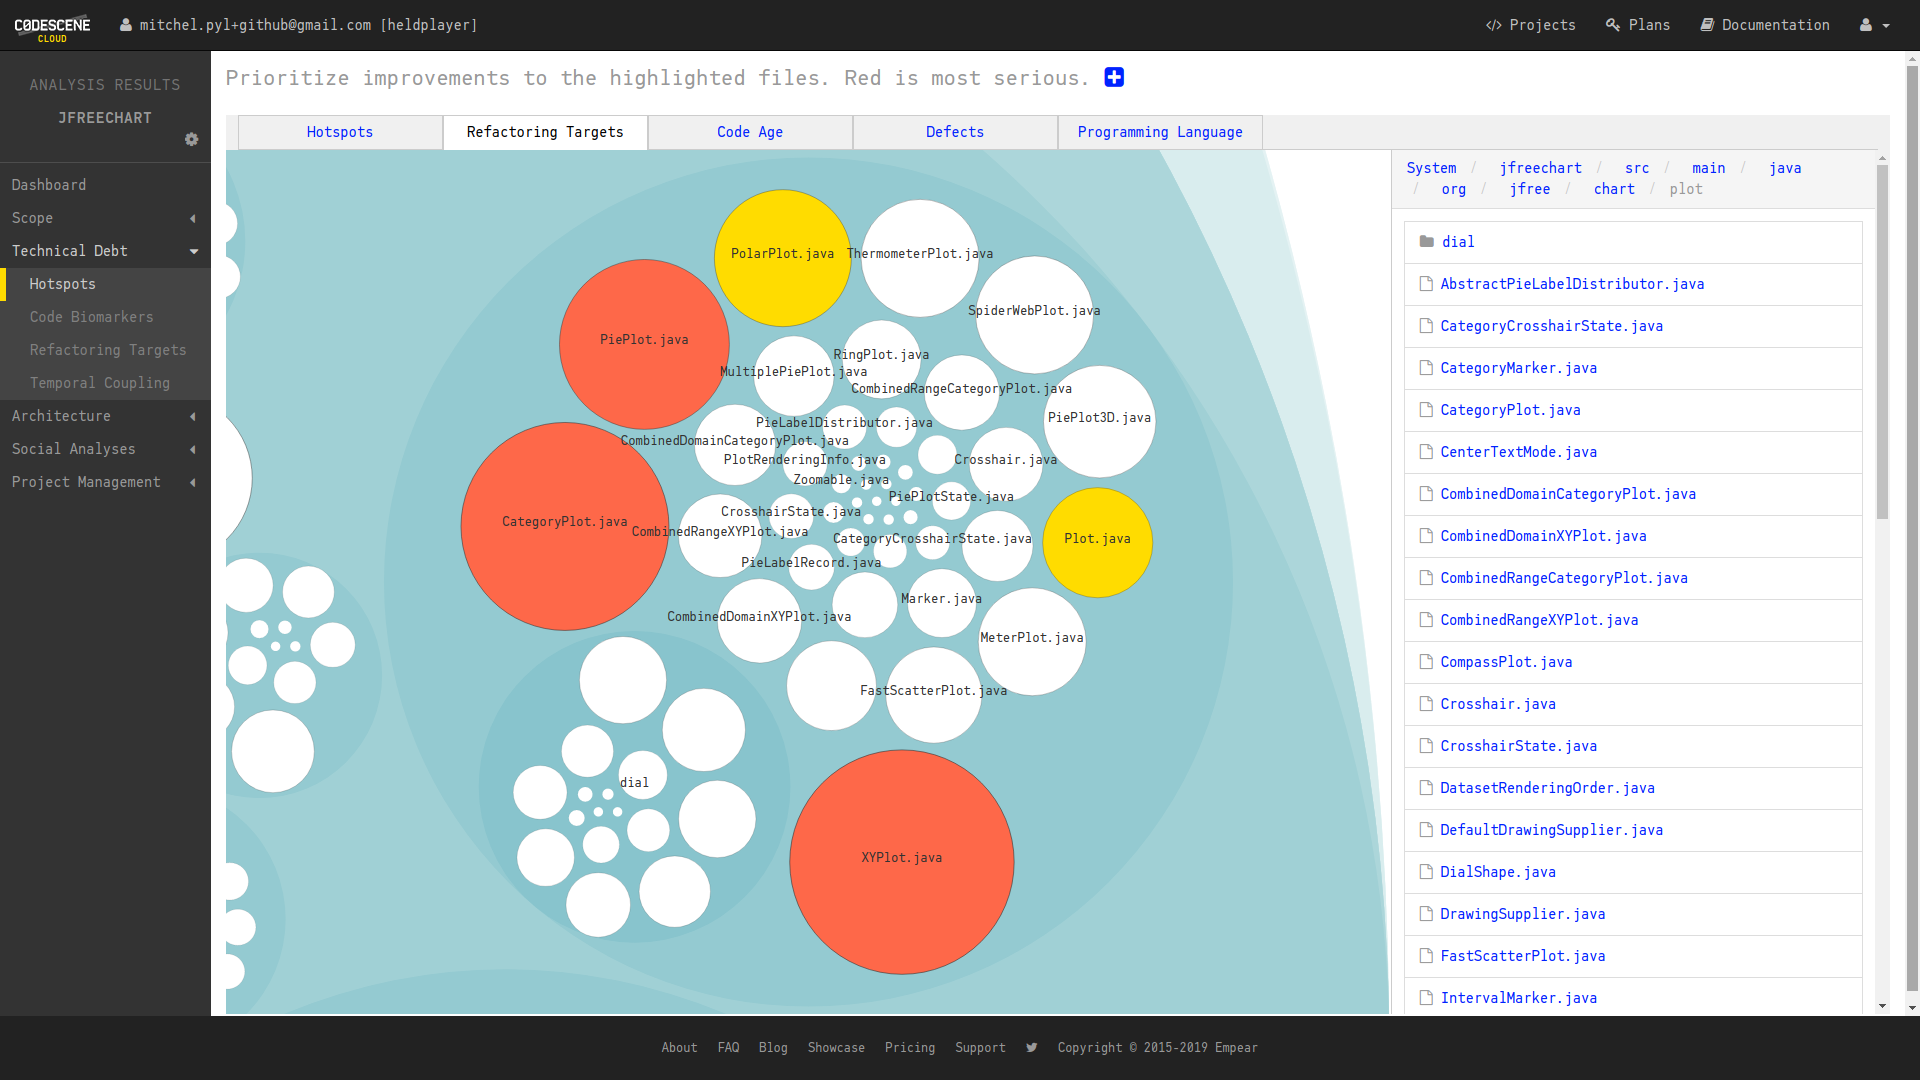 CODESCENE
CLOUD
mitchel.pyl+github@gmail.com [heldplayer]
Projects
Plans
Documentation
ANALYSIS RESULTS
JFREECHART
Dashboard
Scope
Technical Debt
Hotspots
Code Biomarkers
Refactoring Targets
Temporal Coupling
Architecture
Social Analyses
Project Management
Prioritize improvements to the highlighted files. Red is most serious.
Hotspots
Refactoring Targets
Code Age
Defects
Programming Language
PolarPlot.java
ThermometerPlot.java
SpiderWebPlot.java
PiePlot.java
RingPlot.java
MultiplePiePlot.java
CombinedRangeCategoryPlot.java
PiePlot3D.java
PieLabelDistributor.java
CombinedDomainCategoryPlot.java
PlotRenderingInfo.java
Crosshair.java
Zoomable.java
PiePlotState.java
CrosshairState.java
CategoryPlot.java
CombinedRangeXYPlot.java
CategoryCrosshairState.java
Plot.java
PieLabelRecord.java
Marker.java
CombinedDomainXYPlot.java
MeterPlot.java
FastScatterPlot.java
dial
XYPlot.java
System / jfreechart / src / main / java
/ org / jfree / chart / plot
dial
AbstractPieLabelDistributor.java
CategoryCrosshairState.java
CategoryMarker.java
CategoryPlot.java
CenterTextMode.java
CombinedDomainCategoryPlot.java
CombinedDomainXYPlot.java
CombinedRangeCategoryPlot.java
CombinedRangeXYPlot.java
CompassPlot.java
Crosshair.java
CrosshairState.java
DatasetRenderingOrder.java
DefaultDrawingSupplier.java
DialShape.java
DrawingSupplier.java
FastScatterPlot.java
IntervalMarker.java
About
FAQ
Blog
Showcase
Pricing
Support
Copyright © 2015-2019 Empear